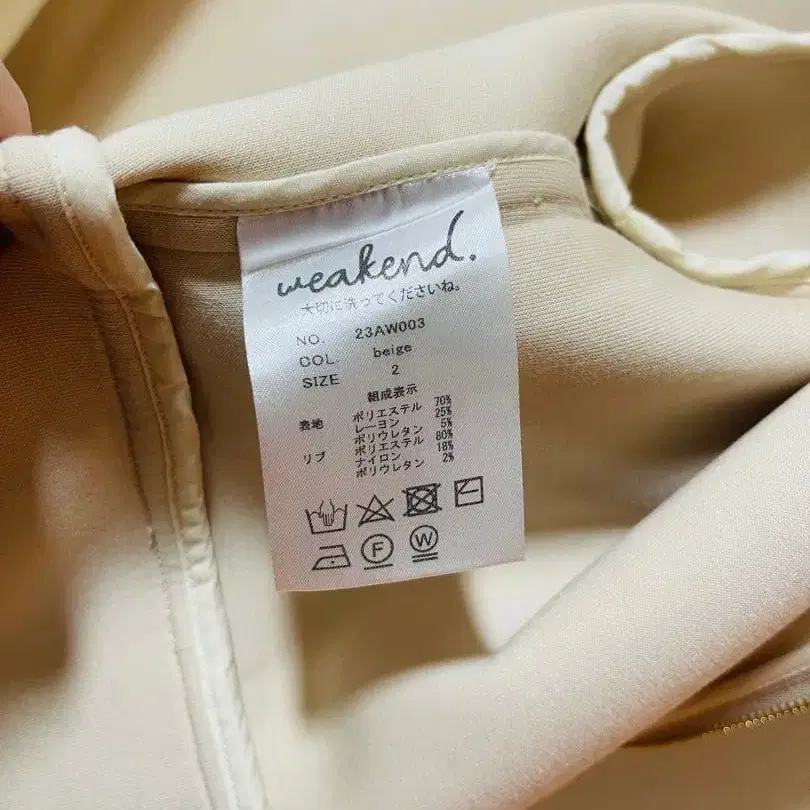 weakend.
大切に洗ってくださいね。
NO. 23AW003
COL. beige
SIZE 2
組成表示
表地 ポリエステル 70%
レーヨン 25%
ポリウレタン 5%
リブ ポリエステル 80%
ナイロン 18%
ポリウレタン 2%
F W